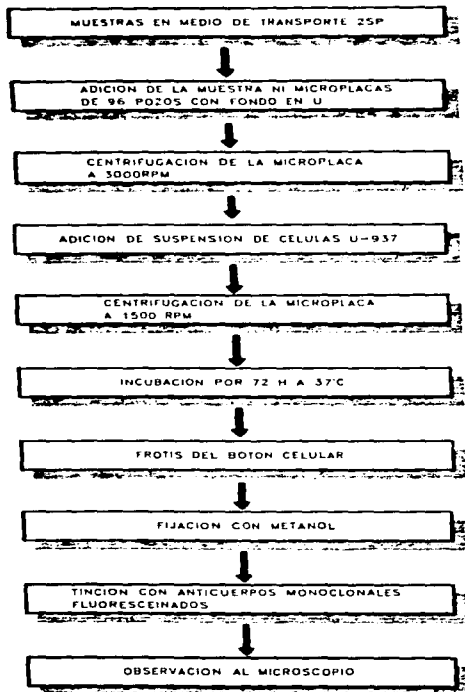 MUESTRAS EN MEDIO DE TRANSPORTE 2SP
ADICION DE LA MUESTRA NI MICROPLACAS
DE 96 POZOS CON FONDO EN U
CENTRIFUGACION DE LA MICROPLACA
A 3000RPM
ADICION DE SUSPENSION DE CELULAS U-937
CENTRIFUGACION DE LA MICROPLACA
A 1500 RPM
INCUBACION POR 72 H A 37°C
FROTIS DEL BOTON CELULAR
FIJACION CON METANOL
TINCION CON ANTICUERPOS MONOCLONALES
FLUORESCEINADOS
OBSERVACION AL MICROSCOPIO